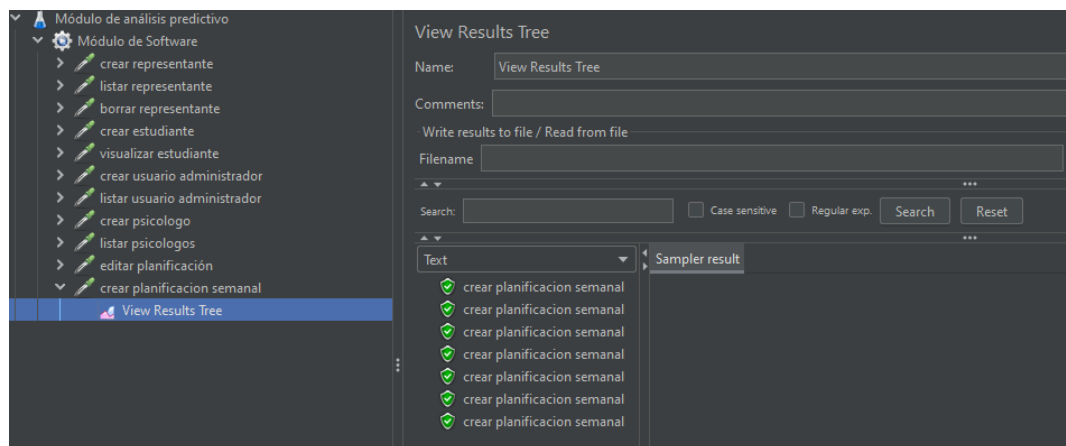 Módulo de análisis predictivo
Módulo de Software
crear representante
listar representante
borrar representante
crear estudiante
visualizar estudiante
crear usuario administrador
listar usuario administrador
crear psicologo
listar psicologos
editar planificación
crear planificacion semanal
View Results Tree
View Results Tree
Name: View Results Tree
Comments:
Write results to file / Read from file
Filename
Search: Case sensitive Regular exp. Search Reset
Text Sampler result
crear planificacion semanal
crear planificacion semanal
crear planificacion semanal
crear planificacion semanal
crear planificacion semanal
crear planificacion semanal
crear planificacion semanal